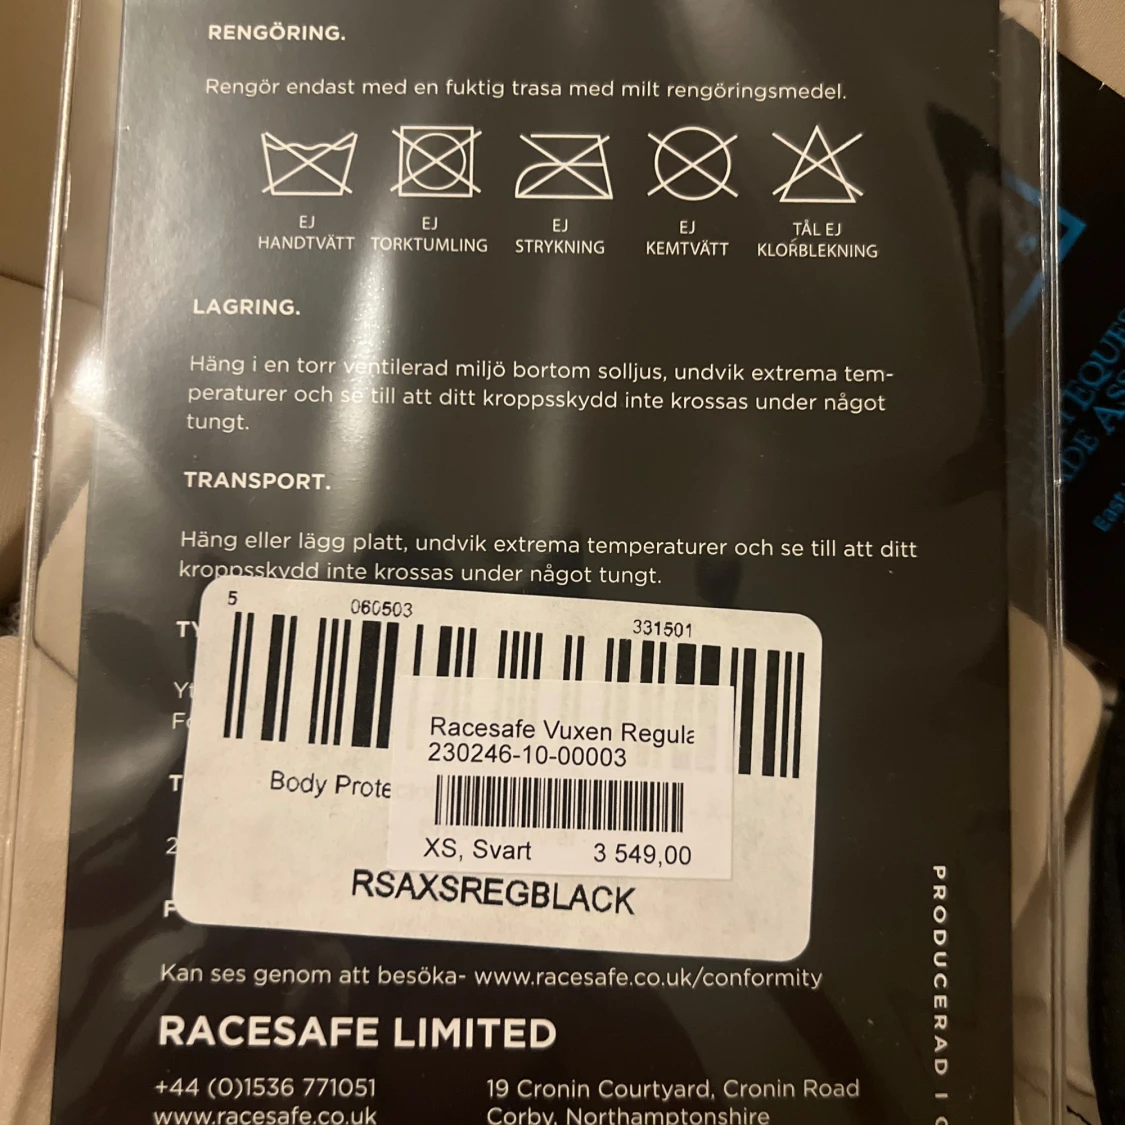 RENGÖRING.
Rengör endast med en fuktig trasa med milt rengöringsmedel.
EJ HANDTVÄTT
EJ TORKTUMLING
EJ STRYKNING
EJ KEMTVÄTT
TÅL EJ KLORBLEKNING
LAGRING.
Häng i en torr ventilerad miljö bortom solljus, undvik extrema tem-
peraturer och se till att ditt kroppsskydd inte krossas under något
tungt.
TRANSPORT.
Häng eller lägg platt, undvik extrema temperaturer och se till att ditt
kroppsskydd inte krossas under något tungt.
5 060503 331501
Racesafe Vuxen Regula
230246-10-00003
Body Prote
XS, Svart 3 549,00
RSAXSREGBLACK
Kan ses genom att besöka- www.racesafe.co.uk/conformity
RACESAFE LIMITED
+44 (0)1536 771051
www.racesafe.co.uk
19 Cronin Courtyard, Cronin Road
Corby, Northamptonshire
PRODUCERAD I
EQUES
ADE AS
East